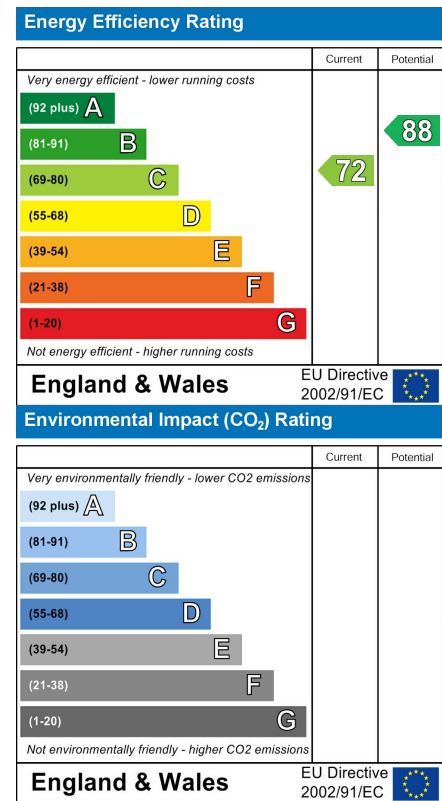 Energy Efficiency Rating
Current Potential
Very energy efficient - lower running costs
(92 plus) A
(81-91) B
(69-80) C
(55-68) D
(39-54) E
(21-38) F
(1-20) G
72
88
Not energy efficient - higher running costs
England & Wales
EU Directive
2002/91/EC
Environmental Impact (CO₂) Rating
Current Potential
Very environmentally friendly - lower CO2 emissions
(92 plus) A
(81-91) B
(69-80) C
(55-68) D
(39-54) E
(21-38) F
(1-20) G
Not environmentally friendly - higher CO2 emissions
England & Wales
EU Directive
2002/91/EC